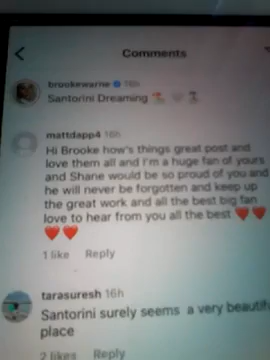 Comments
brookewarne 16h
Santorini Dreaming
mattdapp4 16h
Hi Brooke how's things great post and
love them all and I'm a huge fan of yours
and Shane would be so proud of you and
he will never be forgotten and keep up
the great work and all the best big fan
love to hear from you all the best ❤️❤️
❤️❤️
1 like Reply
tarasuresh 16h
Santorini surely seems a very beautif
place
2 likes Reply